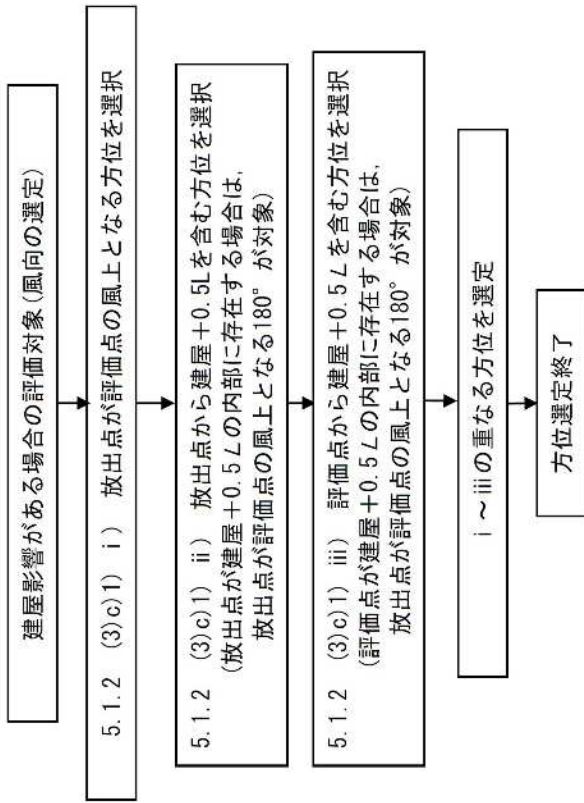 建屋影響がある場合の評価対象(風向の選定)
5.1.2 (3)c)1) i) 放出点が評価点の風上となる方位を選択
5.1.2 (3)c)1) ii) 放出点から建屋+0.5Lを含む方位を選択
(放出点が建屋+0.5Lの内部に存在する場合は,
放出点が評価点の風上となる180°が対象)
5.1.2 (3)c)1) iii) 評価点から建屋+0.5Lを含む方位を選択
(評価点が建屋+0.5Lの内部に存在する場合は,
放出点が評価点の風上となる180°が対象)
i~iiiの重なる方位を選定
方位選定終了